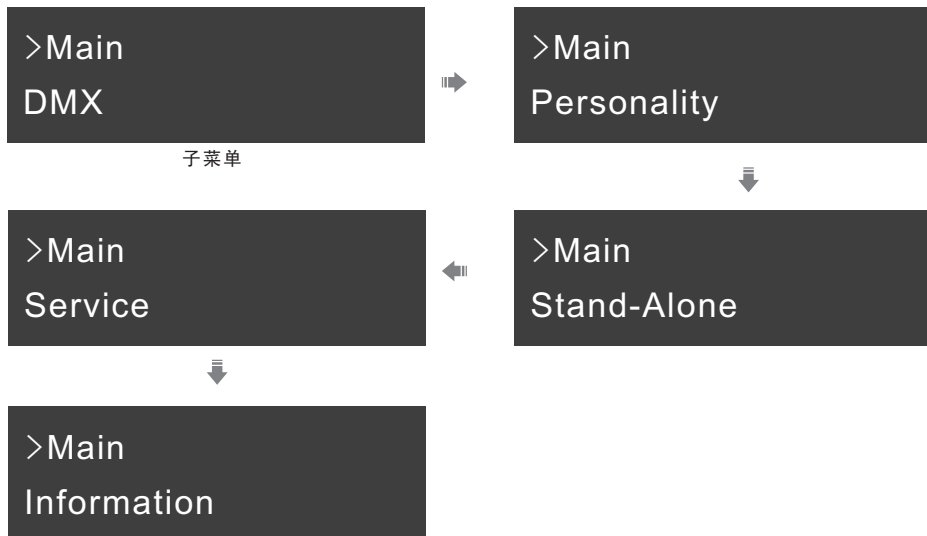 >Main
DMX
子菜单
>Main
Personality
>Main
Stand-Alone
>Main
Service
>Main
Information